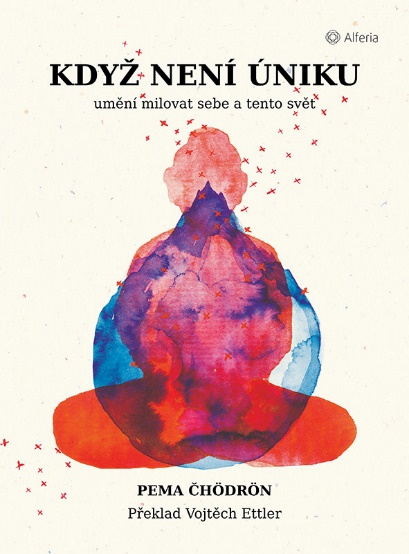 Alferia
KDYŽ NENÍ ÚNIKU
umění milovat sebe a tento svět
PEMA ČHÖDRÖN
Překlad Vojtěch Ettler